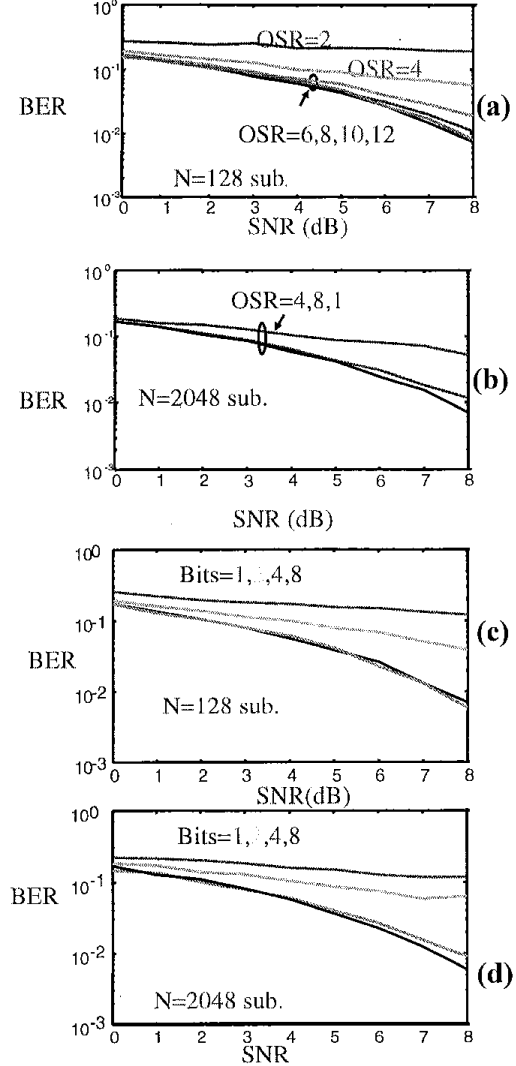 10⁰
OSR=2
10⁻¹
OSR=4
BER
(a)
10⁻²
OSR=6,8,10,12
N=128 sub.
10⁻³
0 1 2 3 4 5 6 7 8
SNR (dB)
10⁰
OSR=4,8,1
10⁻¹
(b)
BER
N=2048 sub.
10⁻²
10⁻³
0 1 2 3 4 5 6 7 8
SNR (dB)
10⁰
Bits=1, ,4,8
10⁻¹
(c)
BER
10⁻²
N=128 sub.
10⁻³
0 1 2 3 4 5 6 7 8
SNR(dB)
10⁰
Bits=1, ,4,8
10⁻¹
BER
10⁻²
(d)
N=2048 sub.
10⁻³
0 1 2 3 4 5 6 7 8
SNR